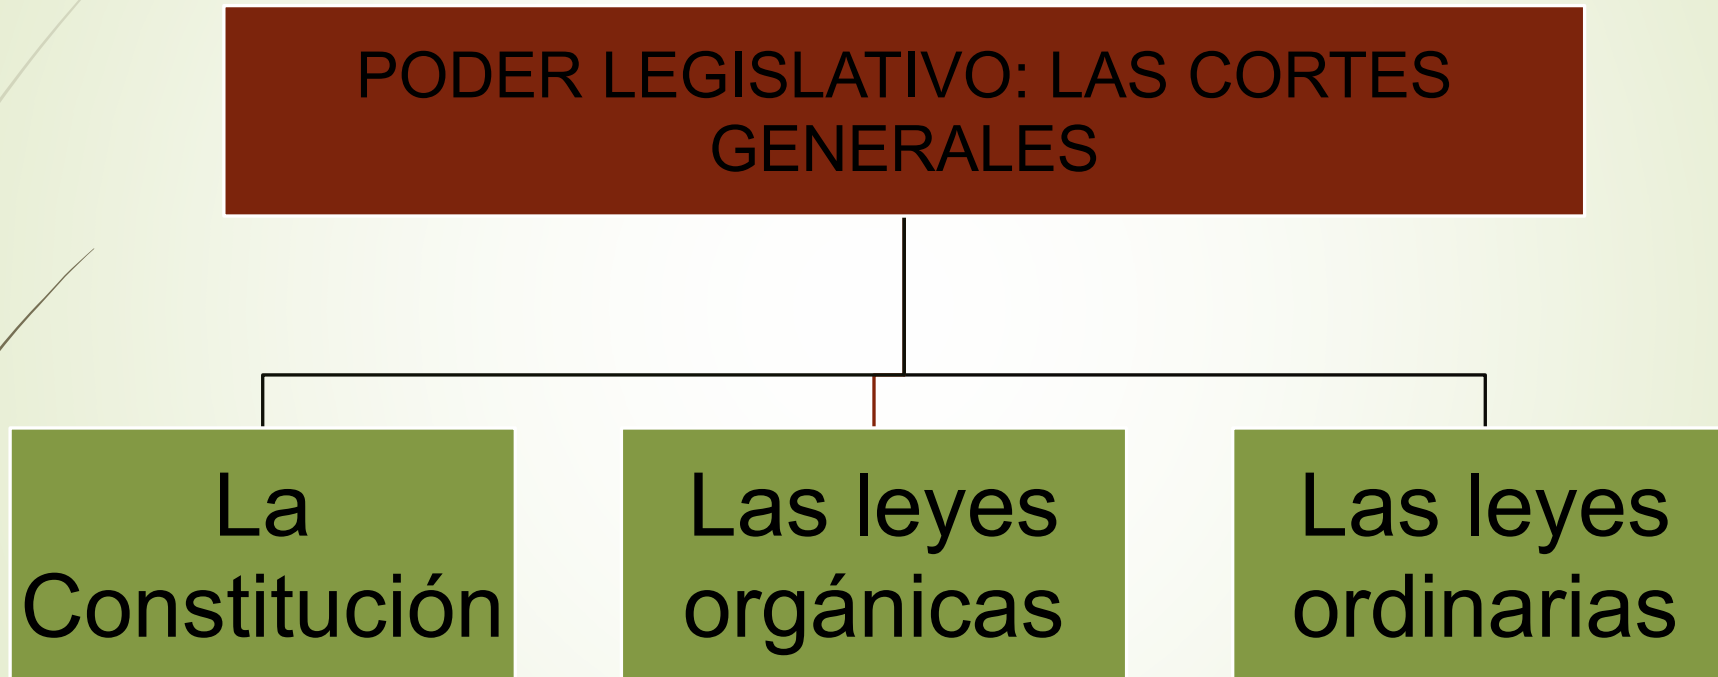 PODER LEGISLATIVO: LAS CORTES
GENERALES
La
Constitución
Las leyes
orgánicas
Las leyes
ordinarias